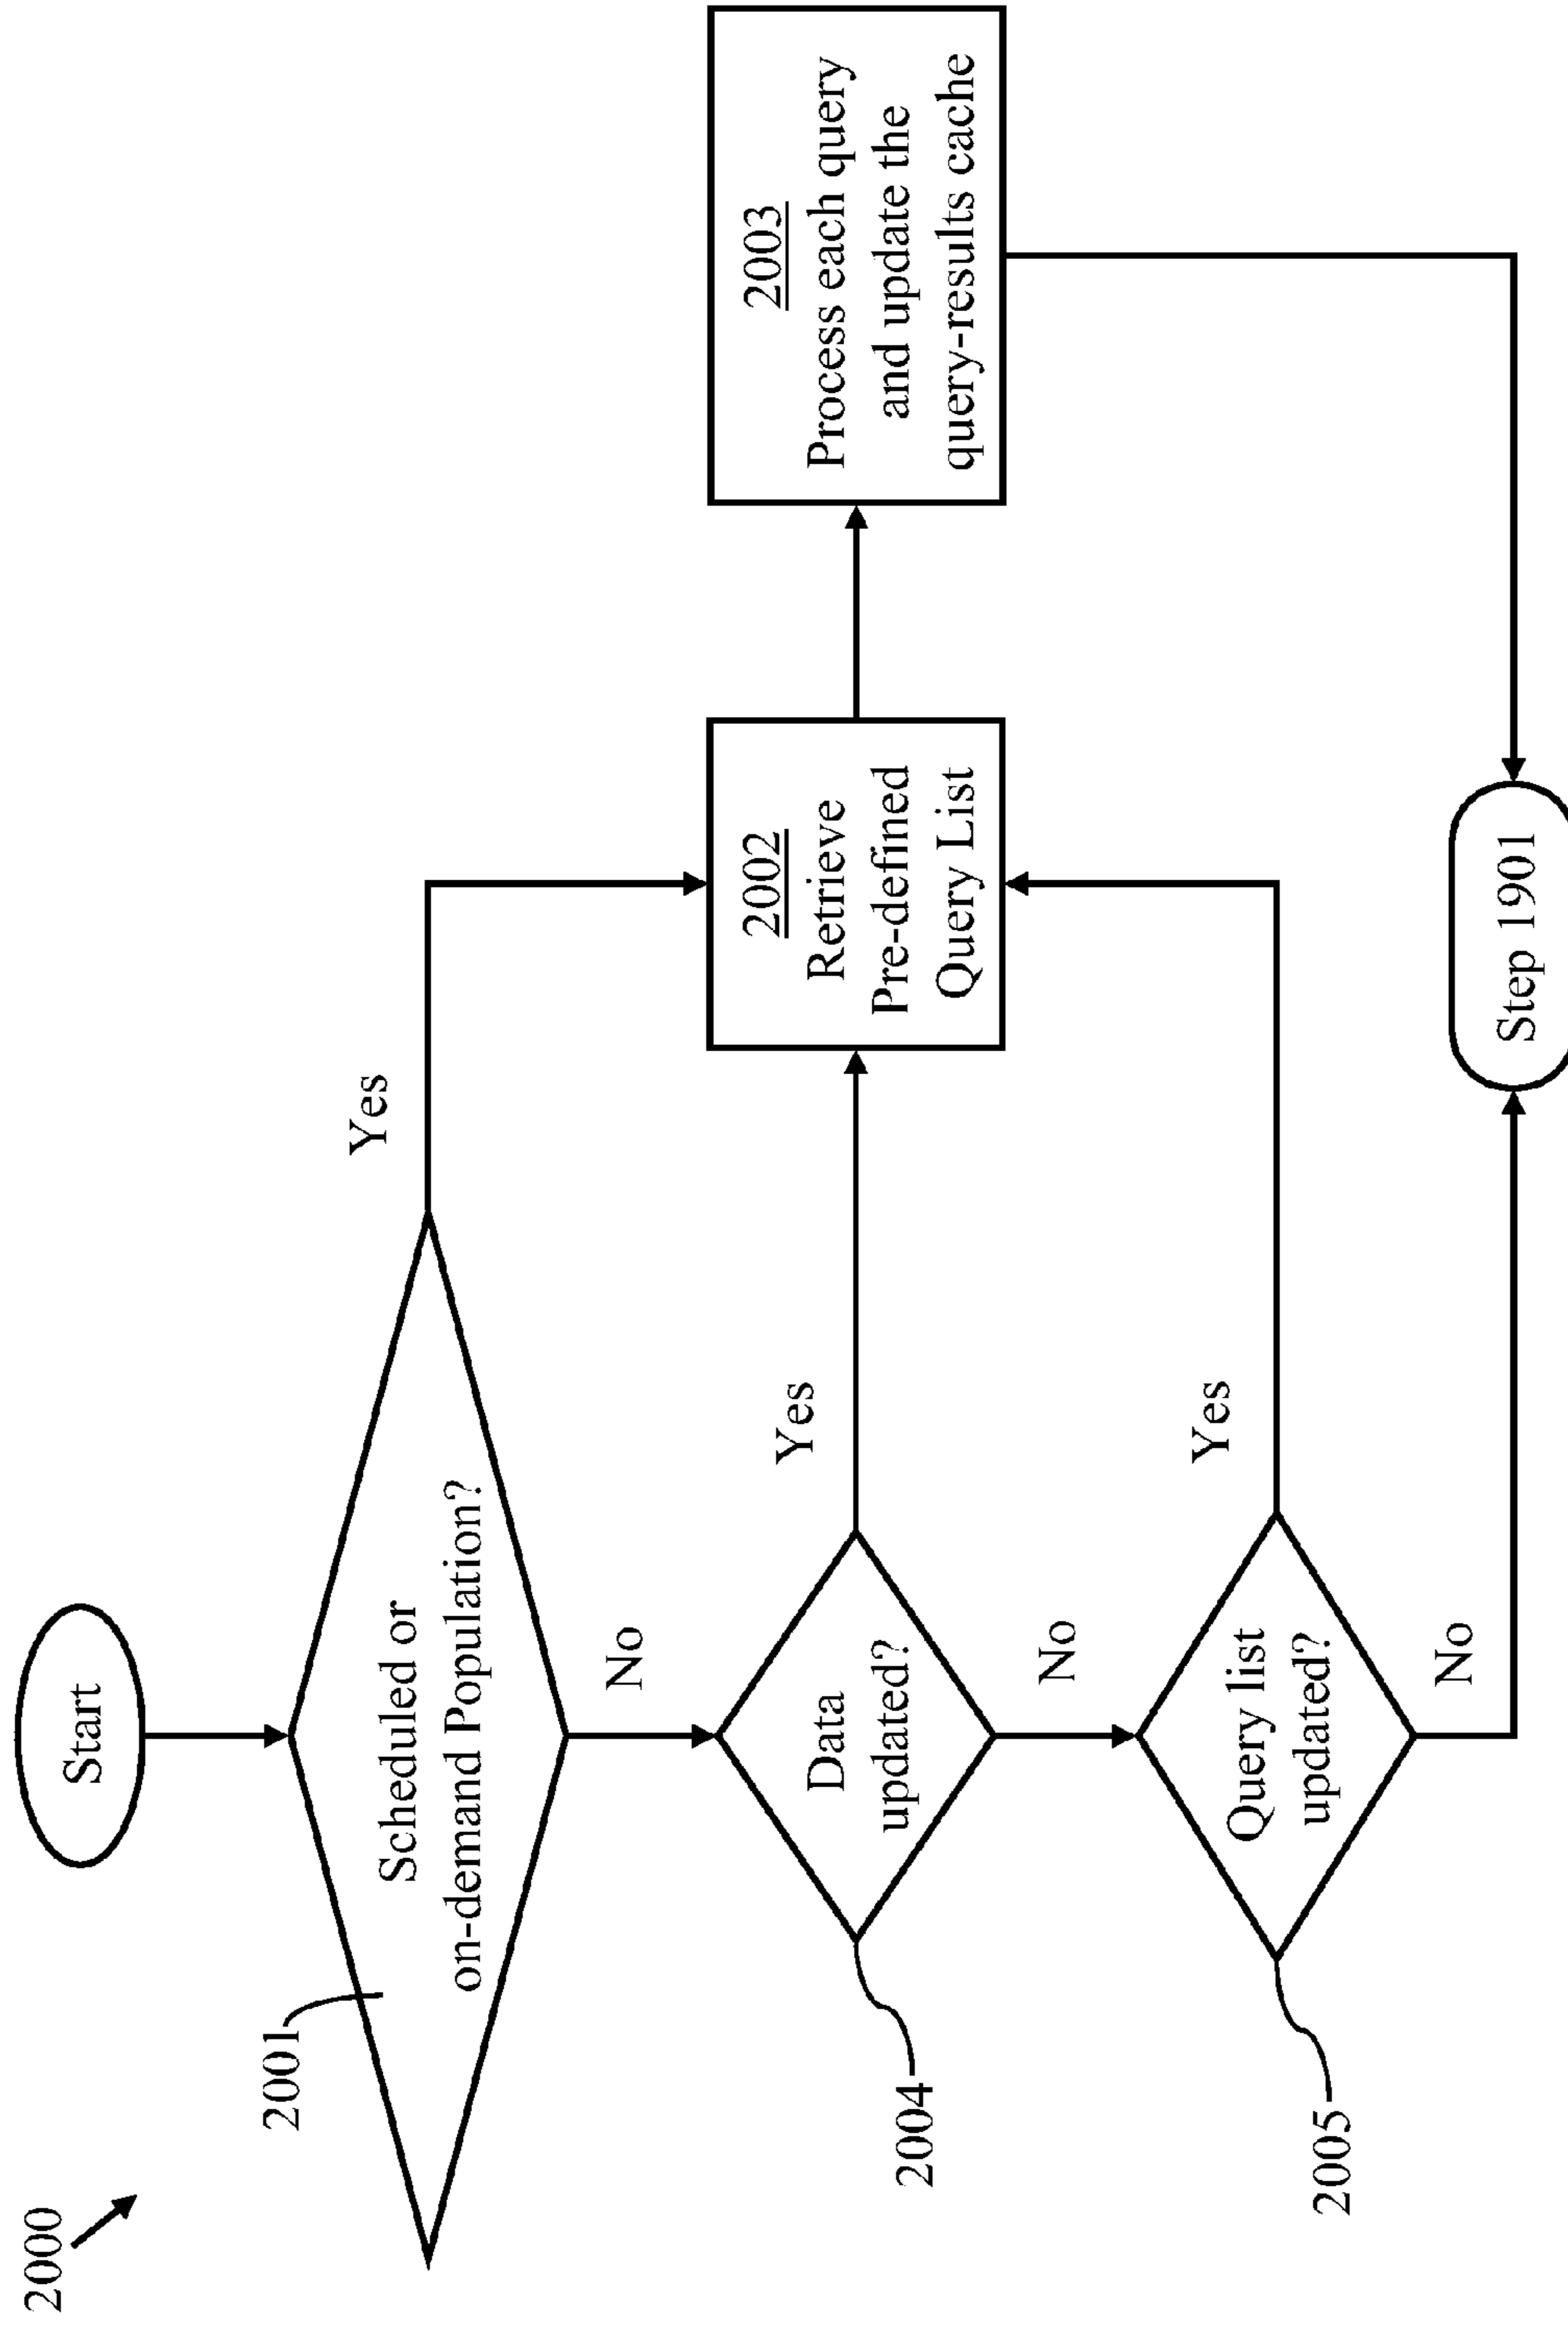 2000
Start
2001
Scheduled or
on-demand Population?
Yes
No
2004
Data
updated?
Yes
2002
Retrieve
Pre-defined
Query List
2003
Process each query
and update the
query-results cache
No
2005
Query list
updated?
Yes
No
Step 1901